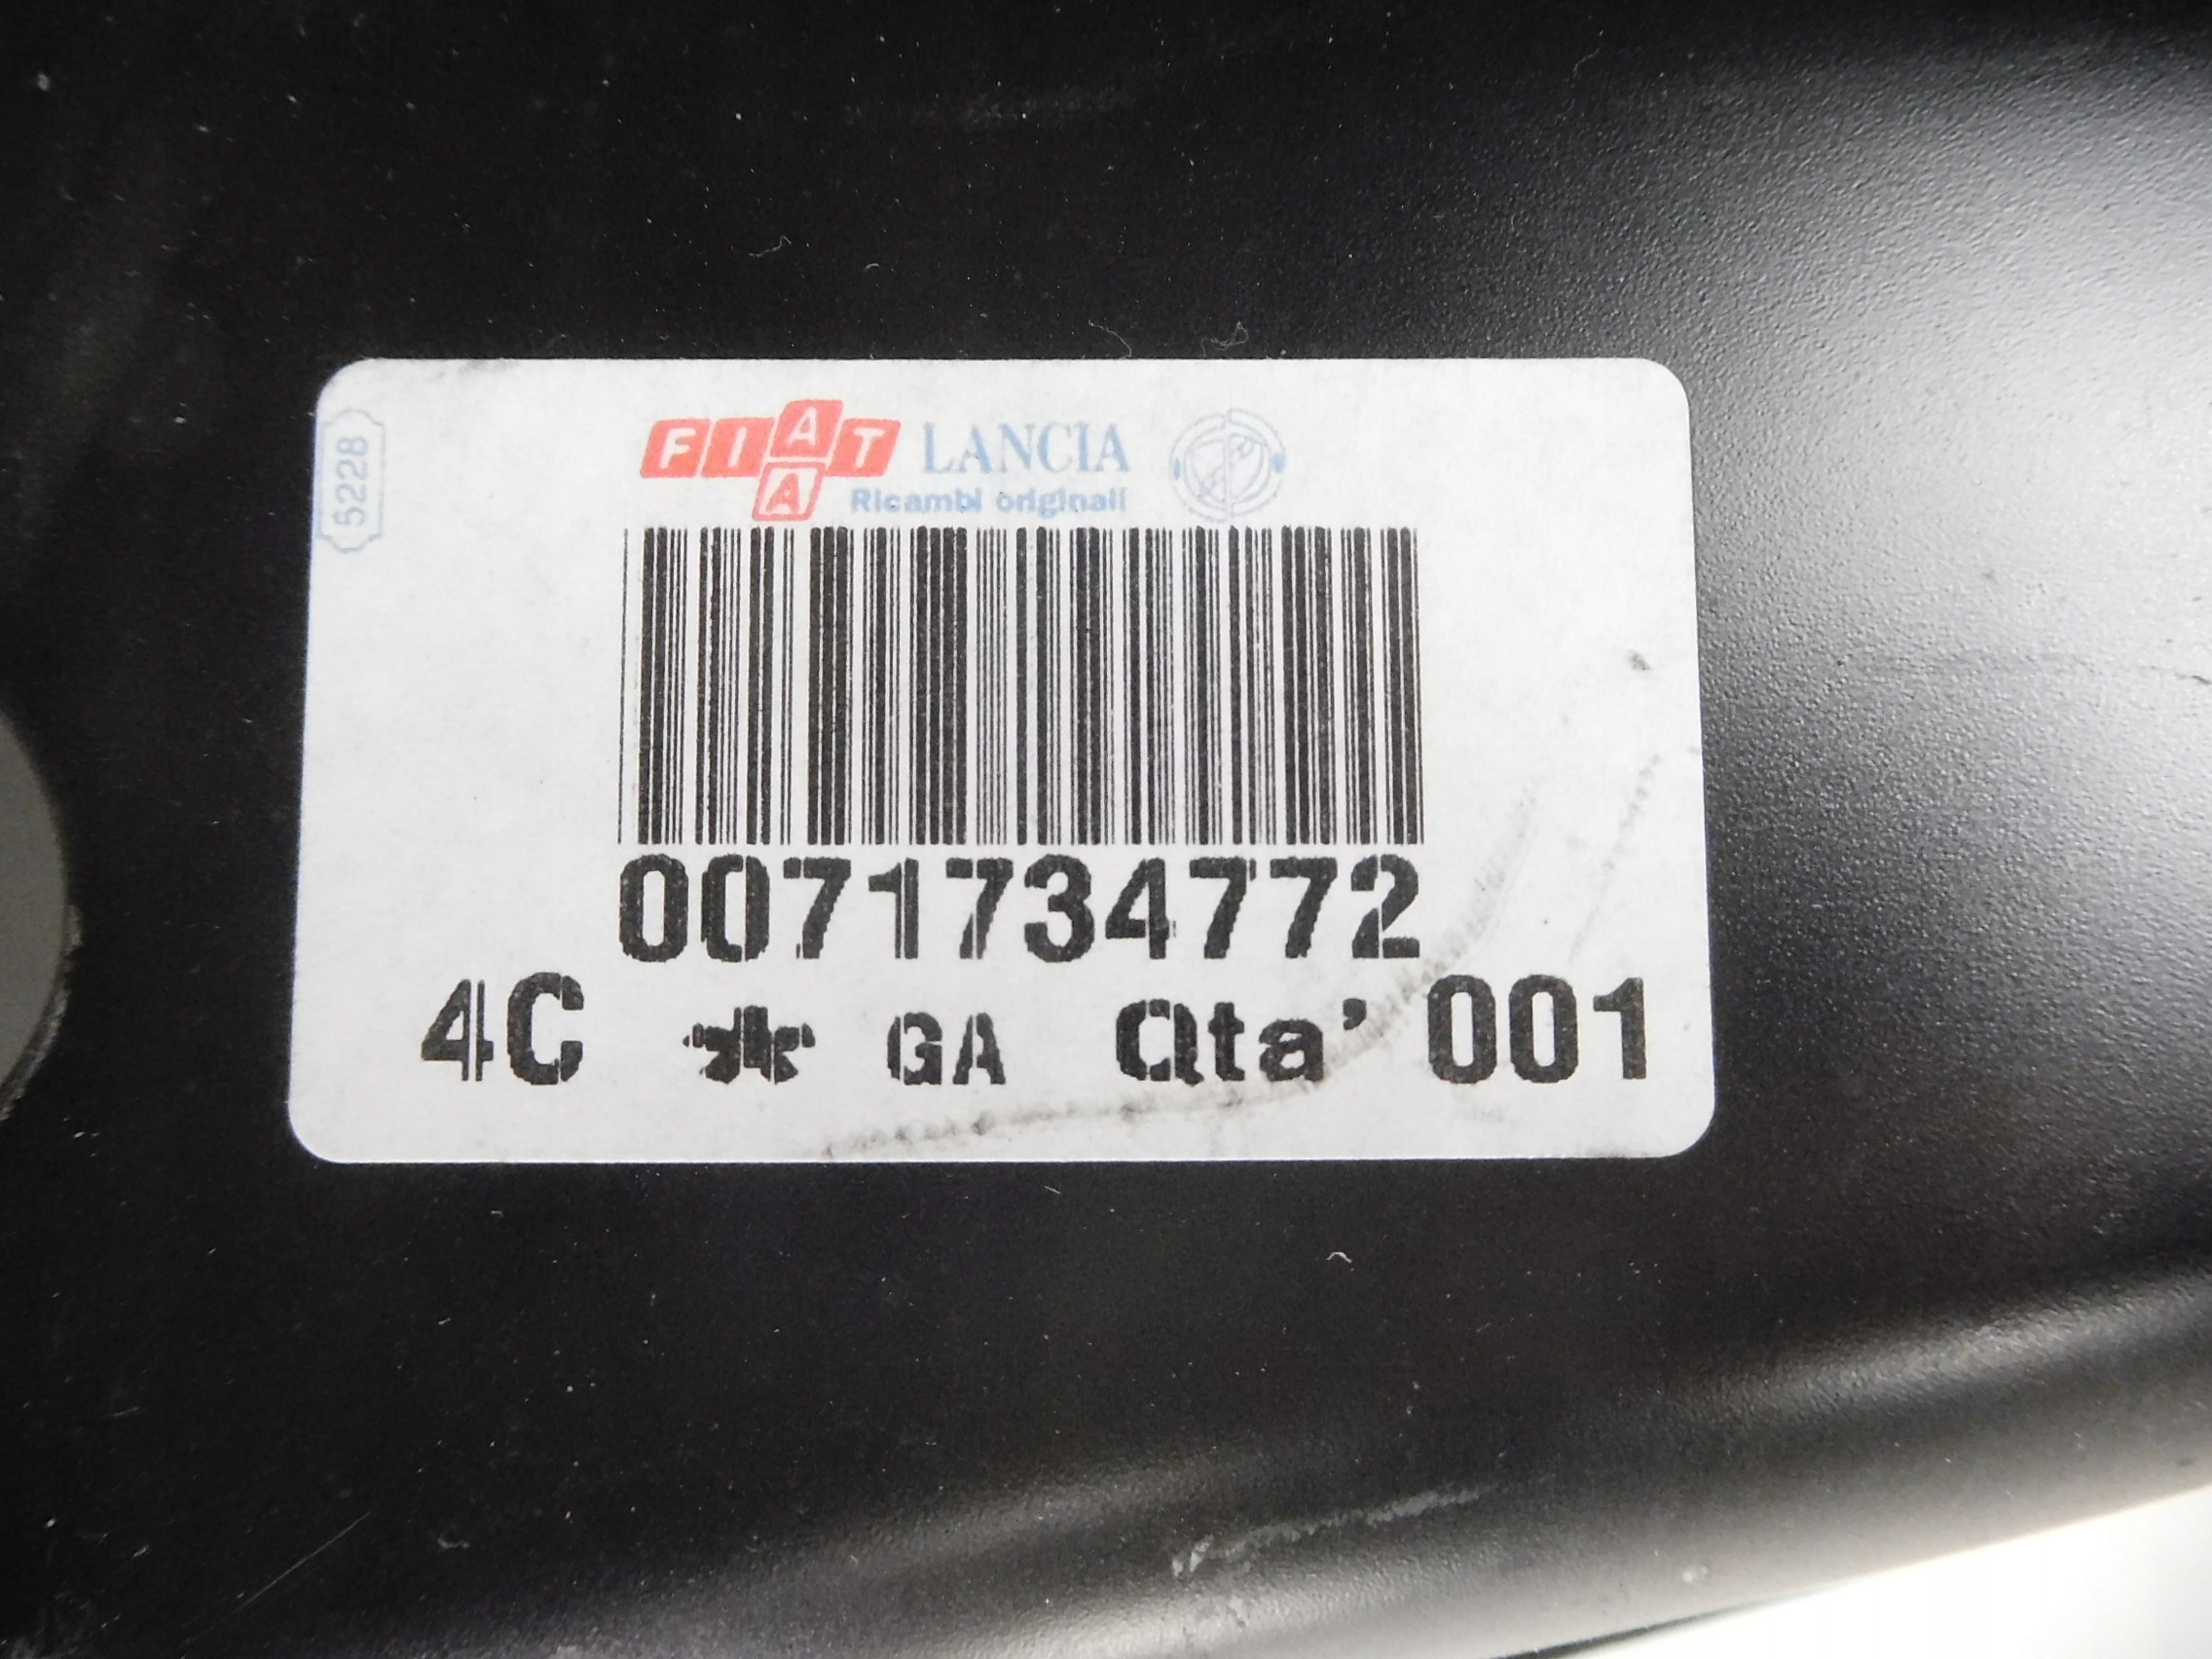 5228
FIAT LANCIA
A Ricambi originali
0071734772
4C GA Qta' 001